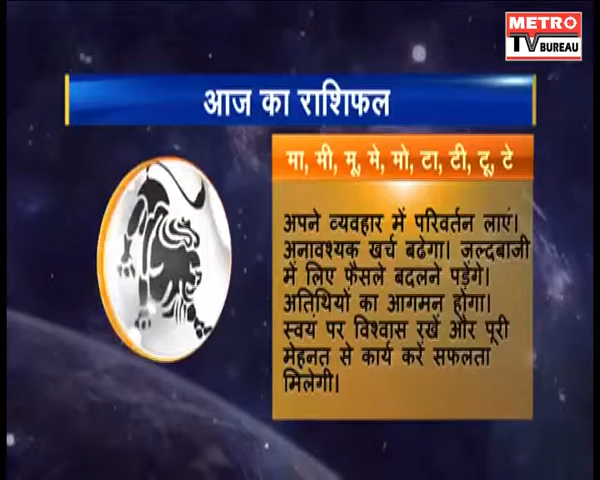 METRO
TV BUREAU
आज का राशिफल
मा, मी, मू, मे, मो, टा, टी, टू, टे
अपने व्यवहार में परिवर्तन लाएं।
अनावश्यक खर्च बढेगा। जल्दबाजी
में लिए फैसले बदलने पड़ेंगे।
अतिथियों का आगमन होगा।
स्वयं पर विश्वास रखें और पूरी
मेहनत से कार्य करें सफलता
मिलेगी।